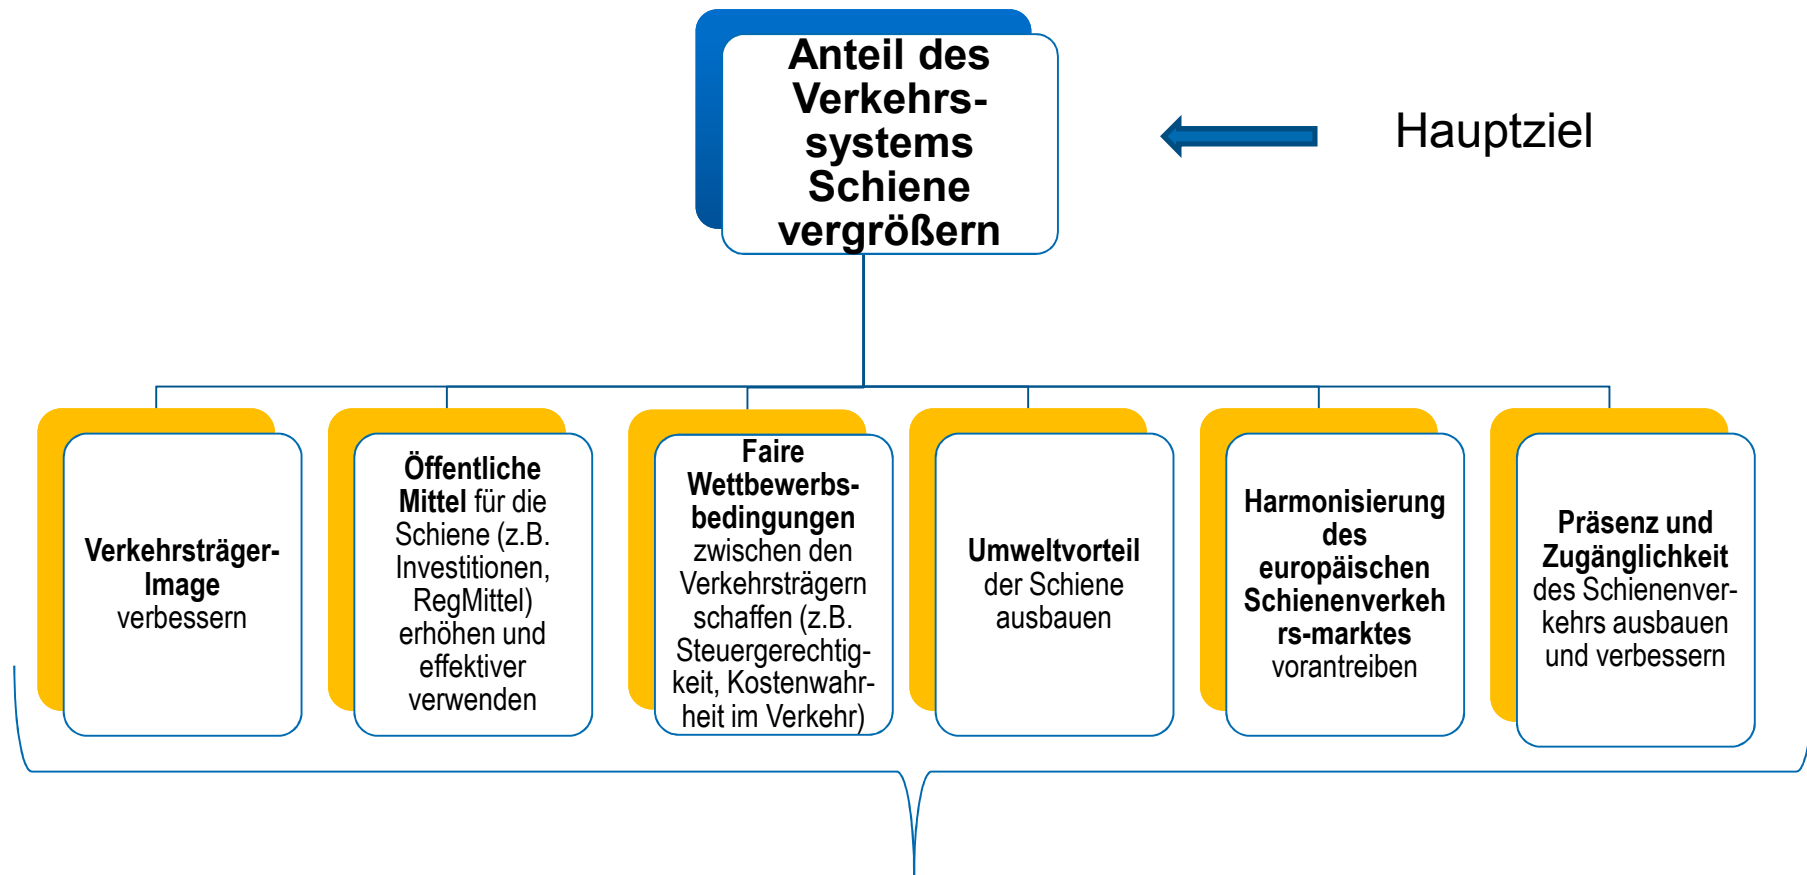 Anteil des
Verkehrs-
systems
Schiene
vergrößern
Hauptziel
Verkehrsträger-
Image
verbessern
Öffentliche
Mittel für die
Schiene (z.B.
Investitionen,
RegMittel)
erhöhen und
effektiver
verwenden
Faire
Wettbewerbs-
bedingungen
zwischen den
Verkehrsträgern
schaffen (z.B.
Steuergerechtig-
keit, Kostenwahr-
heit im Verkehr)
Umweltvorteil
der Schiene
ausbauen
Harmonisierung
des
europäischen
Schienenverkeh
rs-marktes
vorantreiben
Präsenz und
Zugänglichkeit
des Schienenver-
kehrs ausbauen
und verbessern